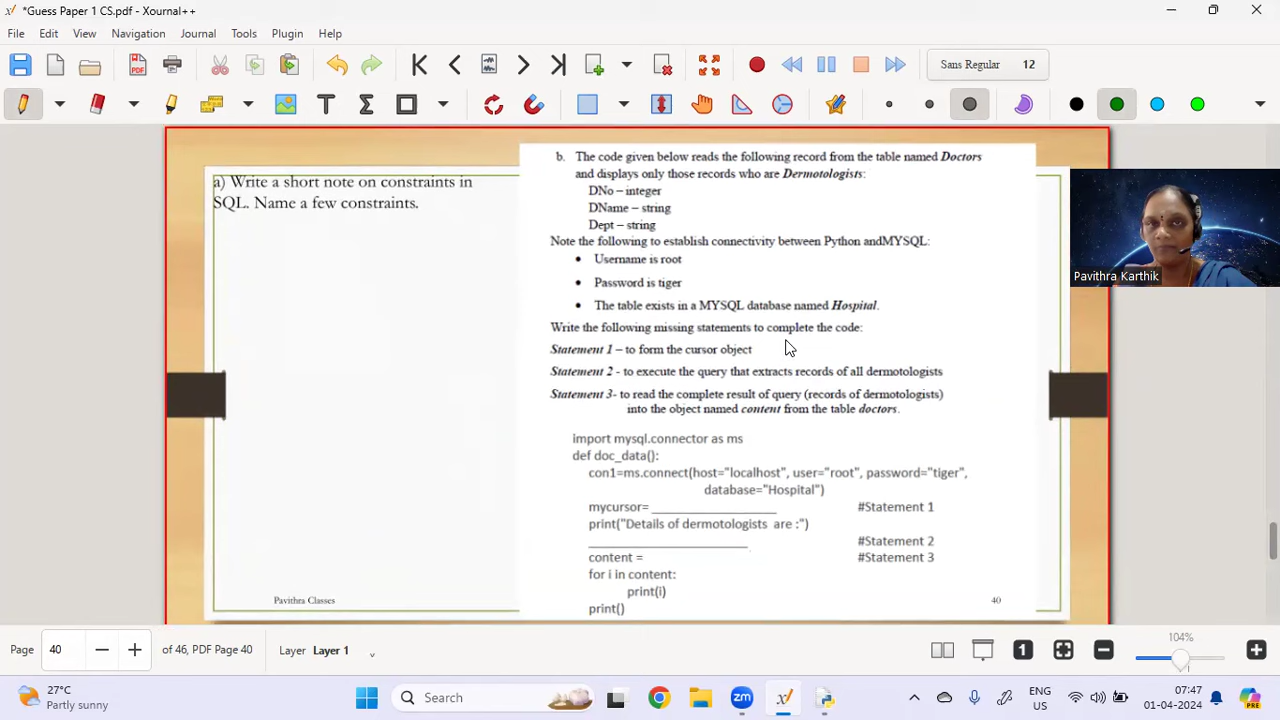 *Guess Paper 1 CS.pdf - Xournal++
File Edit View Navigation Journal Tools Plugin Help
Sans Regular 12
a) Write a short note on constraints in
SQL. Name a few constraints.
b. The code given below reads the following record from the table named Doctors
and displays only those records who are Dermatologists:
DNo – integer
DName – string
Dept – string
Note the following to establish connectivity between Python andMYSQL:
• Username is root
• Password is tiger
• The table exists in a MYSQL database named Hospital.
Write the following missing statements to complete the code:
Statement 1 – to form the cursor object
Statement 2 - to execute the query that extracts records of all dermotologists
Statement 3- to read the complete result of query (records of dermotologists)
into the object named content from the table doctors.
import mysql.connector as ms
def doc_data():
con1=ms.connect(host="localhost", user="root", password="tiger",
database="Hospital")
mycursor= ____________________ #Statement 1
print("Details of dermotologists are :")
_________________________ #Statement 2
content = #Statement 3
for i in content:
print(i)
print()
Pavithra Classes 40
Pavithra Karthik
Page 40 of 46, PDF Page 40 Layer Layer 1 104%
27°C
Partly sunny
Search
ENG
US
07:47
01-04-2024
PRE